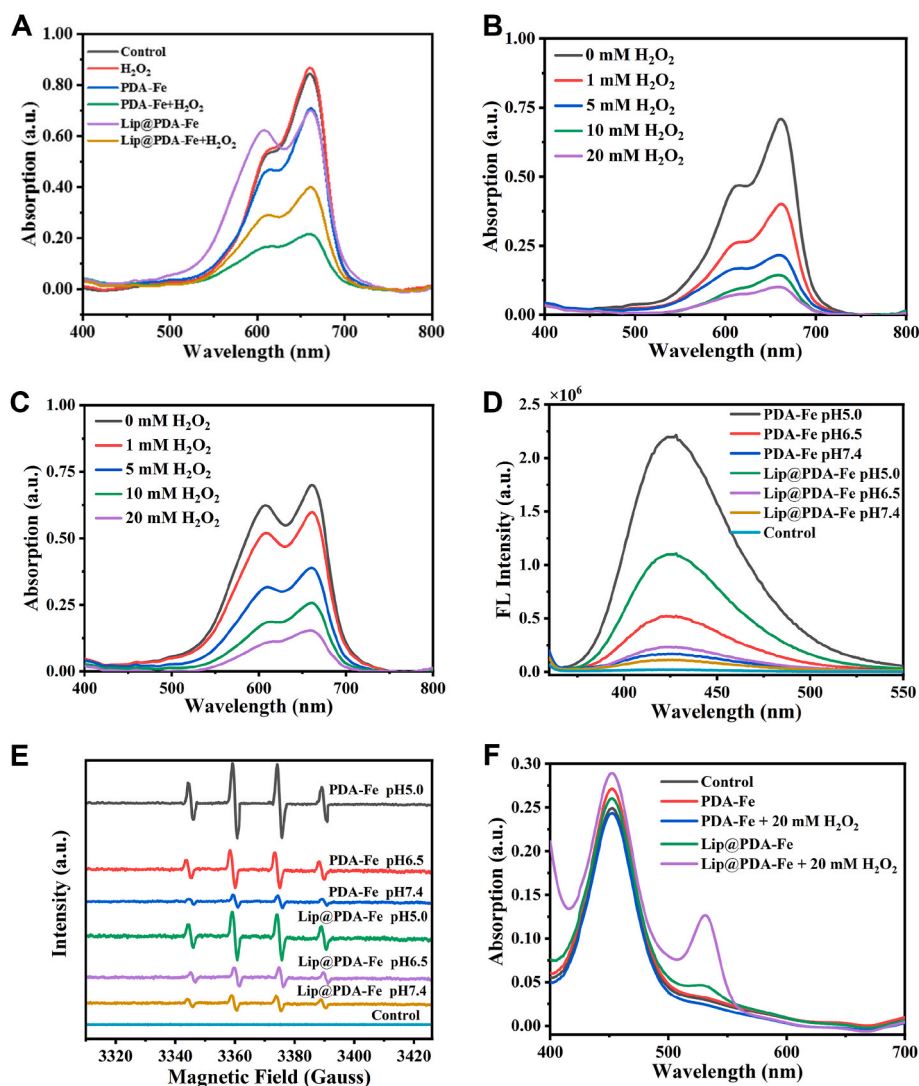 A
Absorption (a.u.)
1.00
0.80
0.60
0.40
0.20
0.00
Control
H₂O₂
PDA-Fe
PDA-Fe+H₂O₂
Lip@PDA-Fe
Lip@PDA-Fe+H₂O₂
400 500 600 700 800
Wavelength (nm)
B
Absorption (a.u.)
1.00
0.75
0.50
0.25
0.00
0 mM H₂O₂
1 mM H₂O₂
5 mM H₂O₂
10 mM H₂O₂
20 mM H₂O₂
400 500 600 700 800
Wavelength (nm)
C
Absorption (a.u.)
1.00
0.75
0.50
0.25
0.00
0 mM H₂O₂
1 mM H₂O₂
5 mM H₂O₂
10 mM H₂O₂
20 mM H₂O₂
400 500 600 700 800
Wavelength (nm)
D
×10⁶
FL Intensity (a.u.)
2.5
2.0
1.5
1.0
0.5
0.0
PDA-Fe pH5.0
PDA-Fe pH6.5
PDA-Fe pH7.4
Lip@PDA-Fe pH5.0
Lip@PDA-Fe pH6.5
Lip@PDA-Fe pH7.4
Control
400 450 500 550
Wavelength (nm)
E
Intensity (a.u.)
PDA-Fe pH5.0
PDA-Fe pH6.5
PDA-Fe pH7.4
Lip@PDA-Fe pH5.0
Lip@PDA-Fe pH6.5
Lip@PDA-Fe pH7.4
Control
3320 3340 3360 3380 3400 3420
Magnetic Field (Gauss)
F
Absorption (a.u.)
0.30
0.25
0.20
0.15
0.10
0.05
0.00
Control
PDA-Fe
PDA-Fe + 20 mM H₂O₂
Lip@PDA-Fe
Lip@PDA-Fe + 20 mM H₂O₂
400 500 600 700
Wavelength (nm)